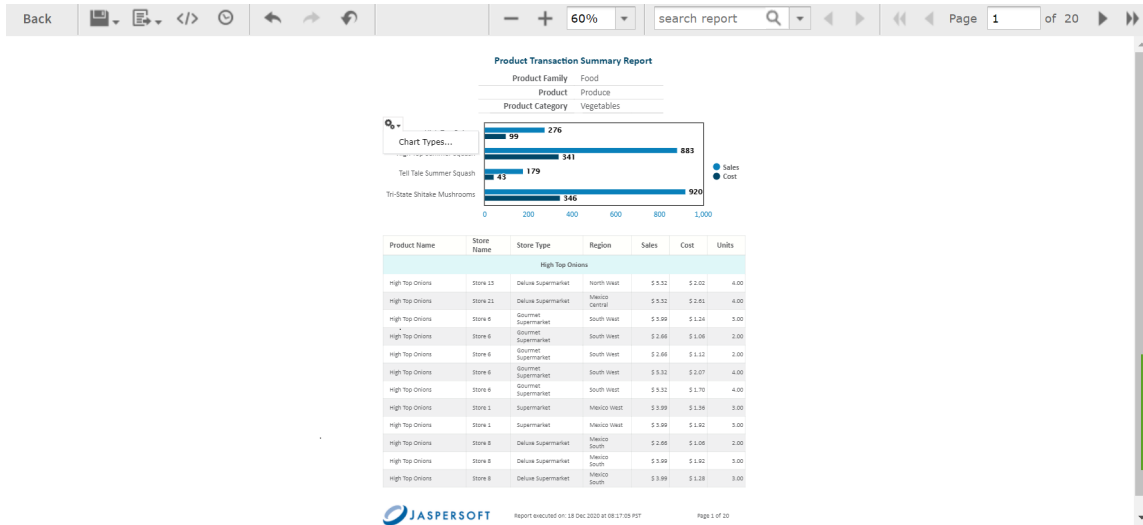 Back 60% search report Page 1 of 20
Product Transaction Summary Report
Product Family Food
Product Produce
Product Category Vegetables
Chart Types...
276
99
883
341
Tell Tale Summer Squash 179
43
Tri-State Shitake Mushrooms 920
346
Sales
Cost
0 200 400 600 800 1,000
Product Name Store Name Store Type Region Sales Cost Units
High Top Onions
High Top Onions Store 13 Deluxe Supermarket North West $ 5.32 $ 2.02 4.00
High Top Onions Store 21 Deluxe Supermarket Mexico Central $ 5.32 $ 2.61 4.00
High Top Onions Store 6 Gourmet Supermarket South West $ 3.99 $ 1.24 3.00
High Top Onions Store 6 Gourmet Supermarket South West $ 2.66 $ 1.06 2.00
High Top Onions Store 6 Gourmet Supermarket South West $ 2.66 $ 1.12 2.00
High Top Onions Store 6 Gourmet Supermarket South West $ 5.32 $ 2.07 4.00
High Top Onions Store 6 Gourmet Supermarket South West $ 5.32 $ 1.70 4.00
High Top Onions Store 1 Supermarket Mexico West $ 3.99 $ 1.36 3.00
High Top Onions Store 1 Supermarket Mexico West $ 3.99 $ 1.92 3.00
High Top Onions Store 8 Deluxe Supermarket Mexico South $ 2.66 $ 1.06 2.00
High Top Onions Store 8 Deluxe Supermarket Mexico South $ 3.99 $ 1.92 3.00
High Top Onions Store 8 Deluxe Supermarket Mexico South $ 3.99 $ 1.28 3.00
JASPERSOFT Report executed on: 18 Dec 2020 at 08:17:05 PST Page 1 of 20